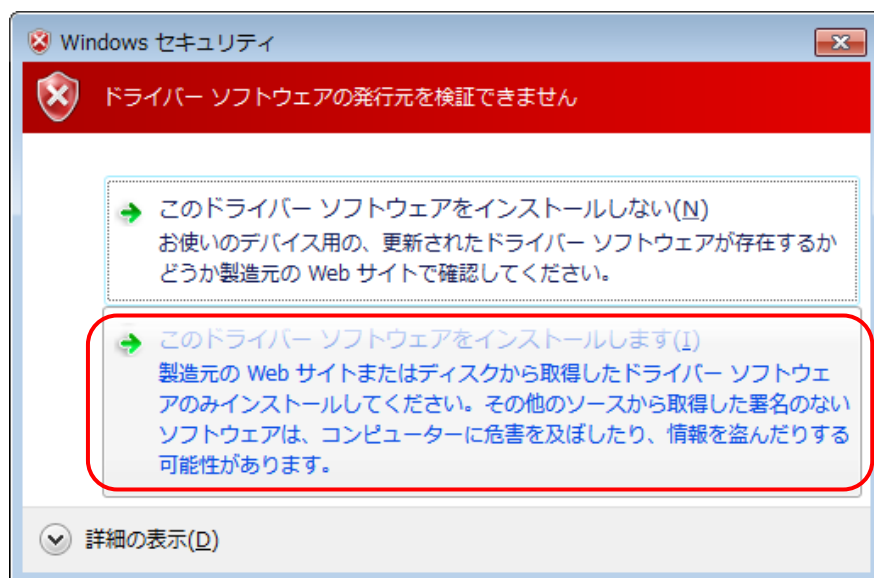 Windows セキュリティ
ドライバー ソフトウェアの発行元を検証できません
このドライバー ソフトウェアをインストールしない(N)
お使いのデバイス用の、更新されたドライバー ソフトウェアが存在するか
どうか製造元の Web サイトで確認してください。
このドライバー ソフトウェアをインストールします(I)
製造元の Web サイトまたはディスクから取得したドライバー ソフトウェ
アのみインストールしてください。その他のソースから取得した署名のない
ソフトウェアは、コンピューターに危害を及ぼしたり、情報を盗んだりする
可能性があります。
詳細の表示(D)